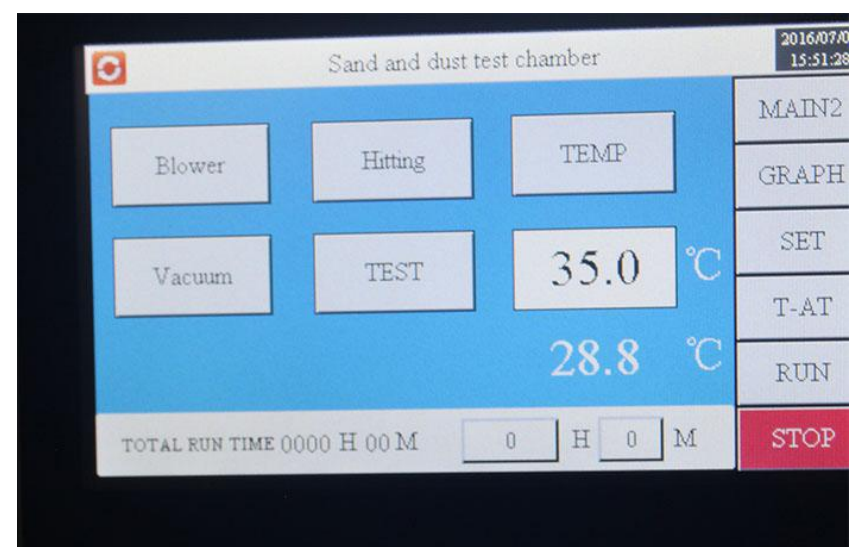 Sand and dust test chamber
2016/07/0
15:51:28
Blower
Hitting
TEMP
Vacuum
TEST
35.0 ℃
28.8 ℃
TOTAL RUN TIME 0000 H 00 M
0 H 0 M
MAIN2
GRAPH
SET
T-AT
RUN
STOP